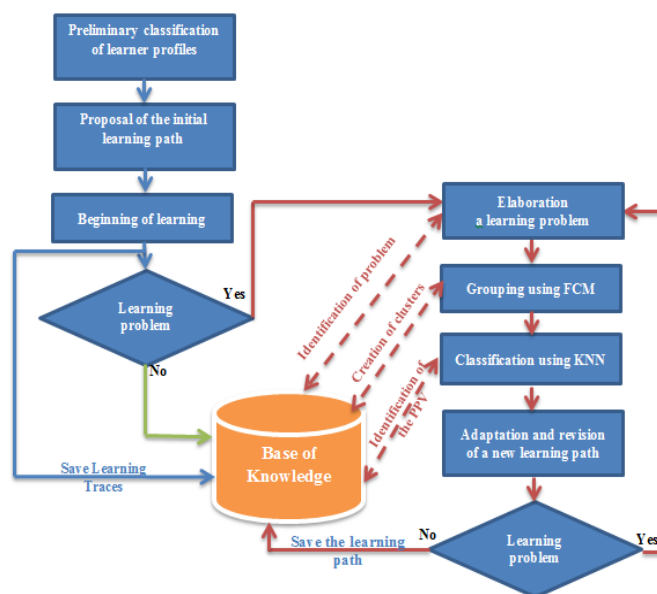 Preliminary classification
of learner profiles
Proposal of the initial
learning path
Beginning of learning
Learning
problem
Yes
No
Save Learning
Traces
Base of
Knowledge
Identification of problem
Creation of clusters
Identification of
the PPV
Elaboration
a learning problem
Grouping using FCM
Classification using KNN
Adaptation and revision
of a new learning path
Learning
problem
No
Yes
Save the learning
path